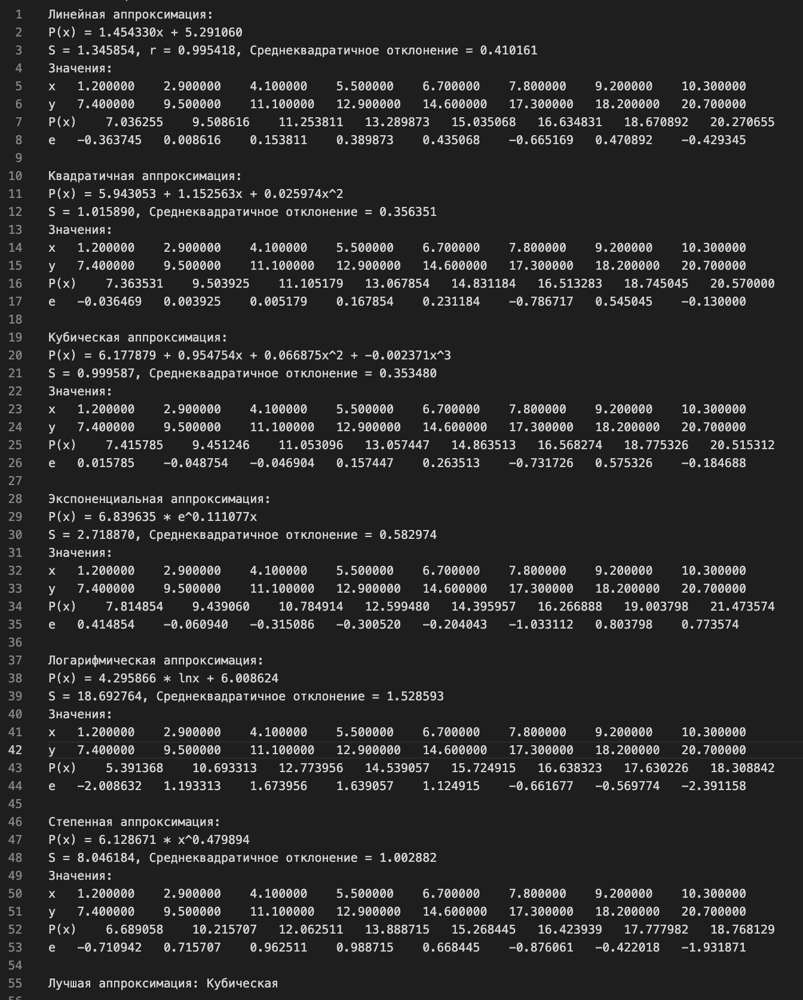 1 Линейная аппроксимация:
2 P(x) = 1.454330x + 5.291060
3 S = 1.345854, r = 0.995418, Среднеквадратичное отклонение = 0.410161
4 Значения:
5 x 1.200000 2.900000 4.100000 5.500000 6.700000 7.800000 9.200000 10.300000
6 y 7.400000 9.500000 11.100000 12.900000 14.600000 17.300000 18.200000 20.700000
7 P(x) 7.036255 9.508616 11.253811 13.289873 15.035068 16.634831 18.670892 20.270655
8 e -0.363745 0.008616 0.153811 0.389873 0.435068 -0.665169 0.470892 -0.429345
9
10 Квадратичная аппроксимация:
11 P(x) = 5.943053 + 1.152563x + 0.025974x^2
12 S = 1.015890, Среднеквадратичное отклонение = 0.356351
13 Значения:
14 x 1.200000 2.900000 4.100000 5.500000 6.700000 7.800000 9.200000 10.300000
15 y 7.400000 9.500000 11.100000 12.900000 14.600000 17.300000 18.200000 20.700000
16 P(x) 7.363531 9.503925 11.105179 13.067854 14.831184 16.513283 18.745045 20.570000
17 e -0.036469 0.003925 0.005179 0.167854 0.231184 -0.786717 0.545045 -0.130000
18
19 Кубическая аппроксимация:
20 P(x) = 6.177879 + 0.954754x + 0.066875x^2 + -0.002371x^3
21 S = 0.999587, Среднеквадратичное отклонение = 0.353480
22 Значения:
23 x 1.200000 2.900000 4.100000 5.500000 6.700000 7.800000 9.200000 10.300000
24 y 7.400000 9.500000 11.100000 12.900000 14.600000 17.300000 18.200000 20.700000
25 P(x) 7.415785 9.451246 11.053096 13.057447 14.863513 16.568274 18.775326 20.515312
26 e 0.015785 -0.048754 -0.046904 0.157447 0.263513 -0.731726 0.575326 -0.184688
27
28 Экспоненциальная аппроксимация:
29 P(x) = 6.839635 * e^0.111077x
30 S = 2.718870, Среднеквадратичное отклонение = 0.582974
31 Значения:
32 x 1.200000 2.900000 4.100000 5.500000 6.700000 7.800000 9.200000 10.300000
33 y 7.400000 9.500000 11.100000 12.900000 14.600000 17.300000 18.200000 20.700000
34 P(x) 7.814854 9.439060 10.784914 12.599480 14.395957 16.266888 19.003798 21.473574
35 e 0.414854 -0.060940 -0.315086 -0.300520 -0.204043 -1.033112 0.803798 0.773574
36
37 Логарифмическая аппроксимация:
38 P(x) = 4.295866 * lnx + 6.008624
39 S = 18.692764, Среднеквадратичное отклонение = 1.528593
40 Значения:
41 x 1.200000 2.900000 4.100000 5.500000 6.700000 7.800000 9.200000 10.300000
42 y 7.400000 9.500000 11.100000 12.900000 14.600000 17.300000 18.200000 20.700000
43 P(x) 5.391368 10.693313 12.773956 14.539057 15.724915 16.638323 17.630226 18.308842
44 e -2.008632 1.193313 1.673956 1.639057 1.124915 -0.661677 -0.569774 -2.391158
45
46 Степенная аппроксимация:
47 P(x) = 6.128671 * x^0.479894
48 S = 8.046184, Среднеквадратичное отклонение = 1.002882
49 Значения:
50 x 1.200000 2.900000 4.100000 5.500000 6.700000 7.800000 9.200000 10.300000
51 y 7.400000 9.500000 11.100000 12.900000 14.600000 17.300000 18.200000 20.700000
52 P(x) 6.689058 10.215707 12.062511 13.888715 15.268445 16.423939 17.777982 18.768129
53 e -0.710942 0.715707 0.962511 0.988715 0.668445 -0.876061 -0.422018 -1.931871
54
55 Лучшая аппроксимация: Кубическая